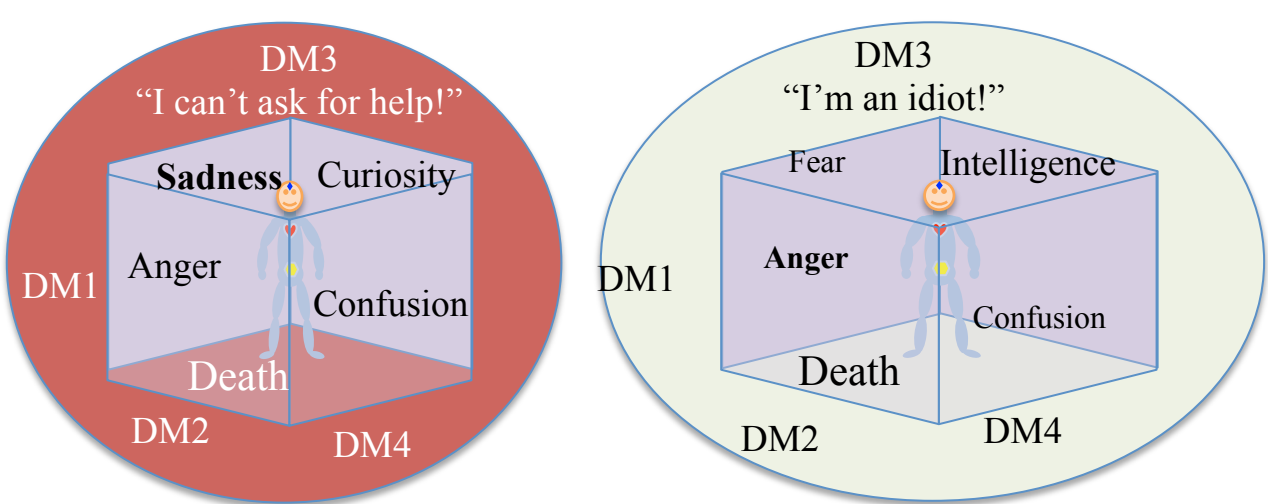 DM3
“I can’t ask for help!”
Sadness
Curiosity
Anger
DM1
Confusion
Death
DM2
DM4
DM3
“I’m an idiot!”
Fear
Intelligence
Anger
DM1
Confusion
Death
DM2
DM4